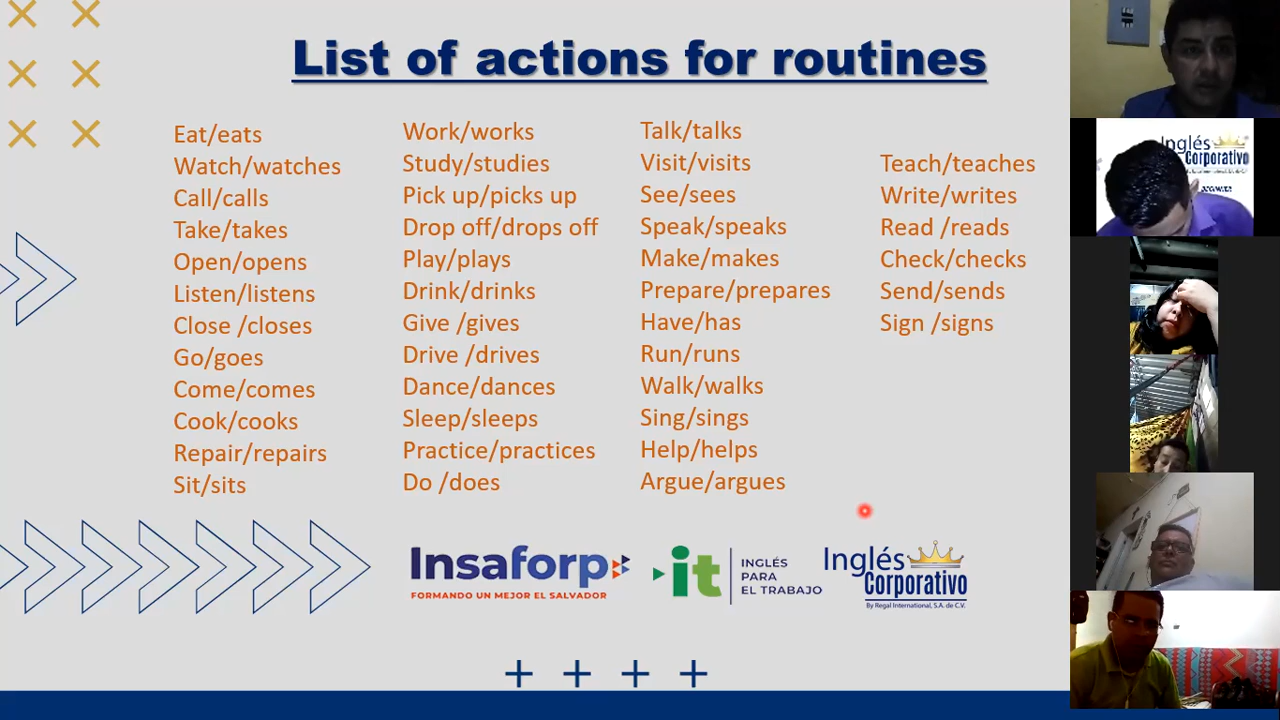 List of actions for routines
Eat/eats
Watch/watches
Call/calls
Take/takes
Open/opens
Listen/listens
Close /closes
Go/goes
Come/comes
Cook/cooks
Repair/repairs
Sit/sits
Work/works
Study/studies
Pick up/picks up
Drop off/drops off
Play/plays
Drink/drinks
Give /gives
Drive /drives
Dance/dances
Sleep/sleeps
Practice/practices
Do /does
Talk/talks
Visit/visits
See/sees
Speak/speaks
Make/makes
Prepare/prepares
Have/has
Run/runs
Walk/walks
Sing/sings
Help/helps
Argue/argues
Teach/teaches
Write/writes
Read /reads
Check/checks
Send/sends
Sign /signs
Insaforp
FORMANDO UN MEJOR EL SALVADOR
it
INGLÉS
PARA
EL TRABAJO
Inglés
Corporativo
By Regal International, S.A. de C.V.
Inglés
Corporativo